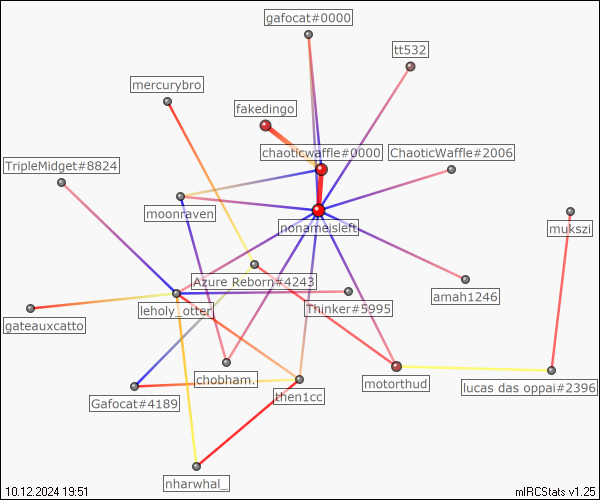 gafocat#0000
tt532
mercurybro
fakedingo
chaoticwaffle#0000
ChaoticWaffle#2006
TripleMidget#8824
moonraven
nonameisleft
mukszi
Azure Reborn#4243
amah1246
leholy_otter
Thinker#5995
gateauxcatto
chobham.
motorthud
lucas das oppai#2396
then1cc
Gafocat#4189
nharwhal_
10.12.2024 19:51
mIRCStats v1.25